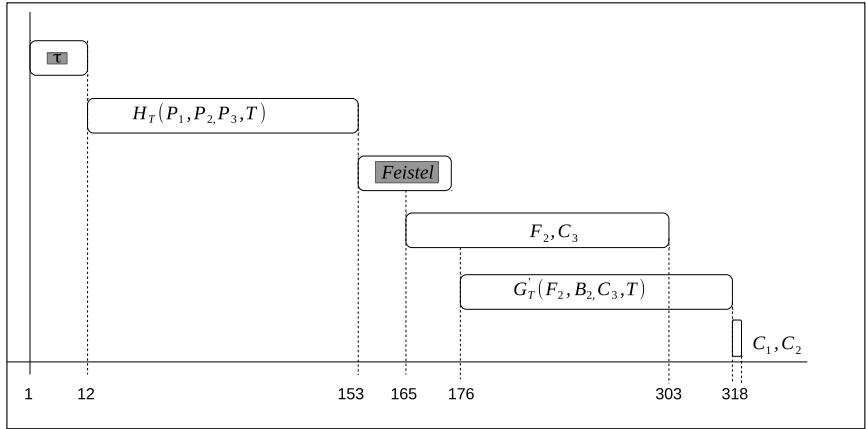 τ
H_T(P_1,P_2,P_3,T)
Feistel
F_2,C_3
G'_T(F_2,B_2,C_3,T)
C_1,C_2
1 12 153 165 176 303 318